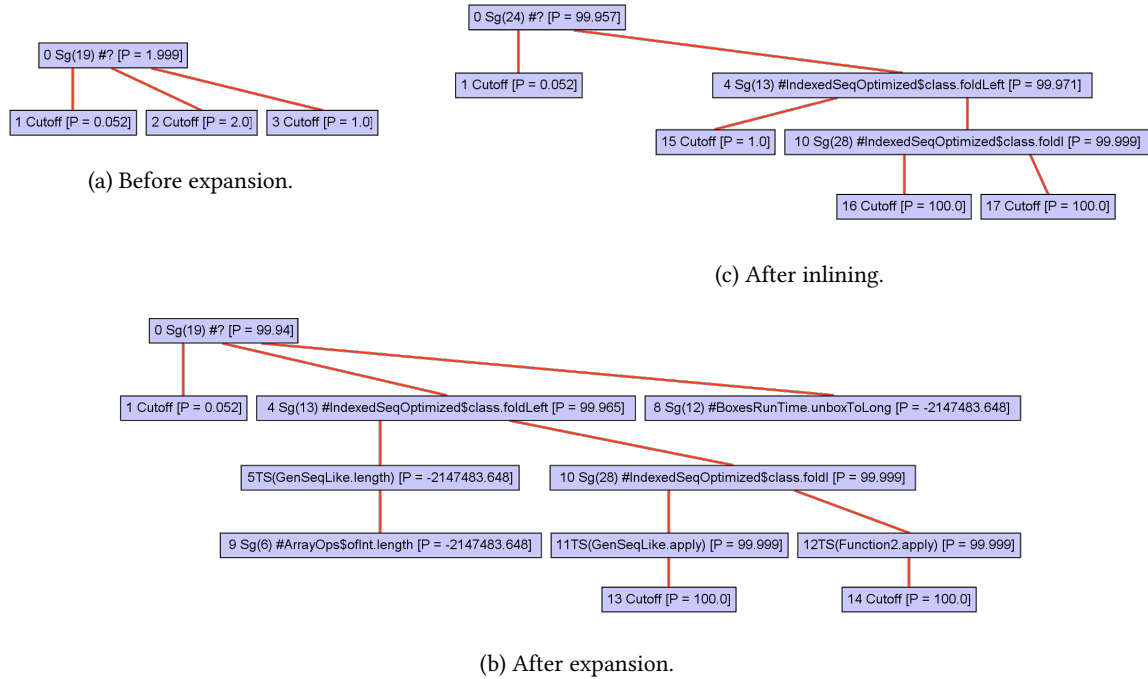 0 Sg(19) #? [P = 1.999]
1 Cutoff [P = 0.052]
2 Cutoff [P = 2.0]
3 Cutoff [P = 1.0]
(a) Before expansion.
0 Sg(24) #? [P = 99.957]
1 Cutoff [P = 0.052]
4 Sg(13) #IndexedSeqOptimized$class.foldLeft [P = 99.971]
15 Cutoff [P = 1.0]
10 Sg(28) #IndexedSeqOptimized$class.foldl [P = 99.999]
16 Cutoff [P = 100.0]
17 Cutoff [P = 100.0]
(c) After inlining.
0 Sg(19) #? [P = 99.94]
1 Cutoff [P = 0.052]
4 Sg(13) #IndexedSeqOptimized$class.foldLeft [P = 99.965]
8 Sg(12) #BoxesRunTime.unboxToLong [P = -2147483.648]
5TS(GenSeqLike.length) [P = -2147483.648]
10 Sg(28) #IndexedSeqOptimized$class.foldl [P = 99.999]
9 Sg(6) #ArrayOps$ofInt.length [P = -2147483.648]
11TS(GenSeqLike.apply) [P = 99.999]
12TS(Function2.apply) [P = 99.999]
13 Cutoff [P = 100.0]
14 Cutoff [P = 100.0]
(b) After expansion.